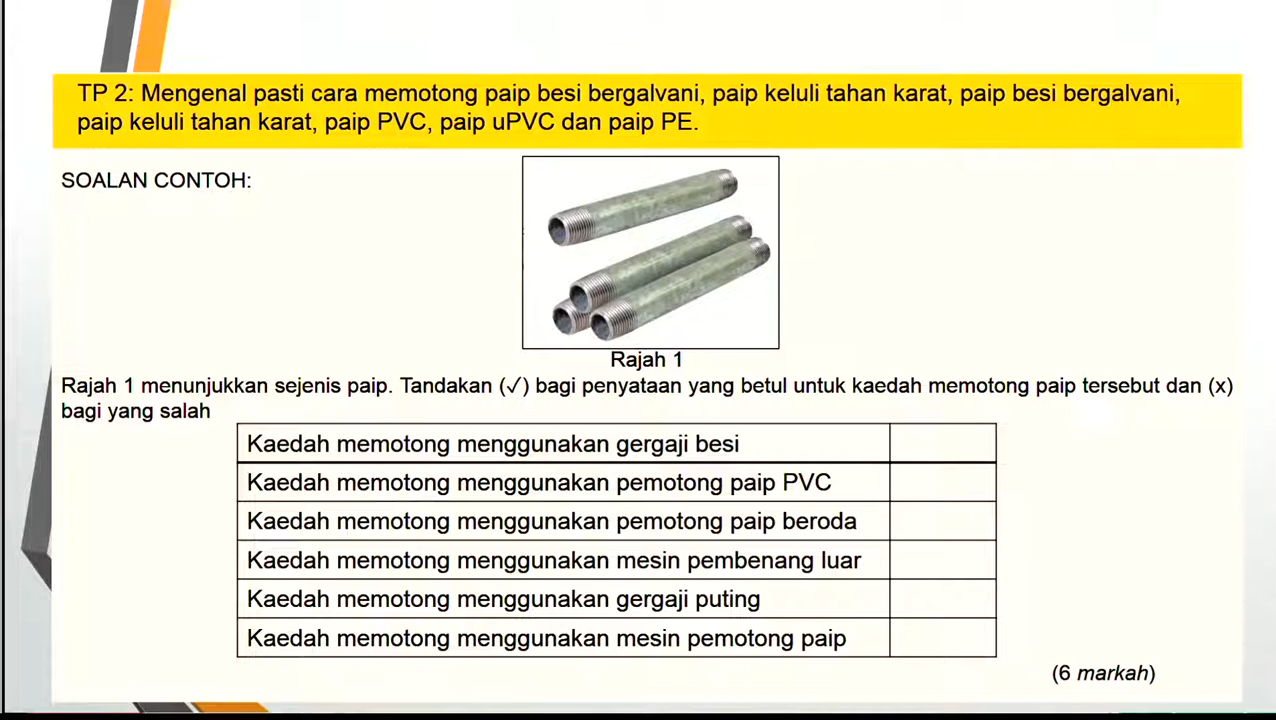 TP 2: Mengenal pasti cara memotong paip besi bergalvani, paip keluli tahan karat, paip besi bergalvani,
paip keluli tahan karat, paip PVC, paip uPVC dan paip PE.
SOALAN CONTOH:
Rajah 1
Rajah 1 menunjukkan sejenis paip. Tandakan (✓) bagi penyataan yang betul untuk kaedah memotong paip tersebut dan (x)
bagi yang salah
Kaedah memotong menggunakan gergaji besi
Kaedah memotong menggunakan pemotong paip PVC
Kaedah memotong menggunakan pemotong paip beroda
Kaedah memotong menggunakan mesin pembenang luar
Kaedah memotong menggunakan gergaji puting
Kaedah memotong menggunakan mesin pemotong paip
(6 markah)